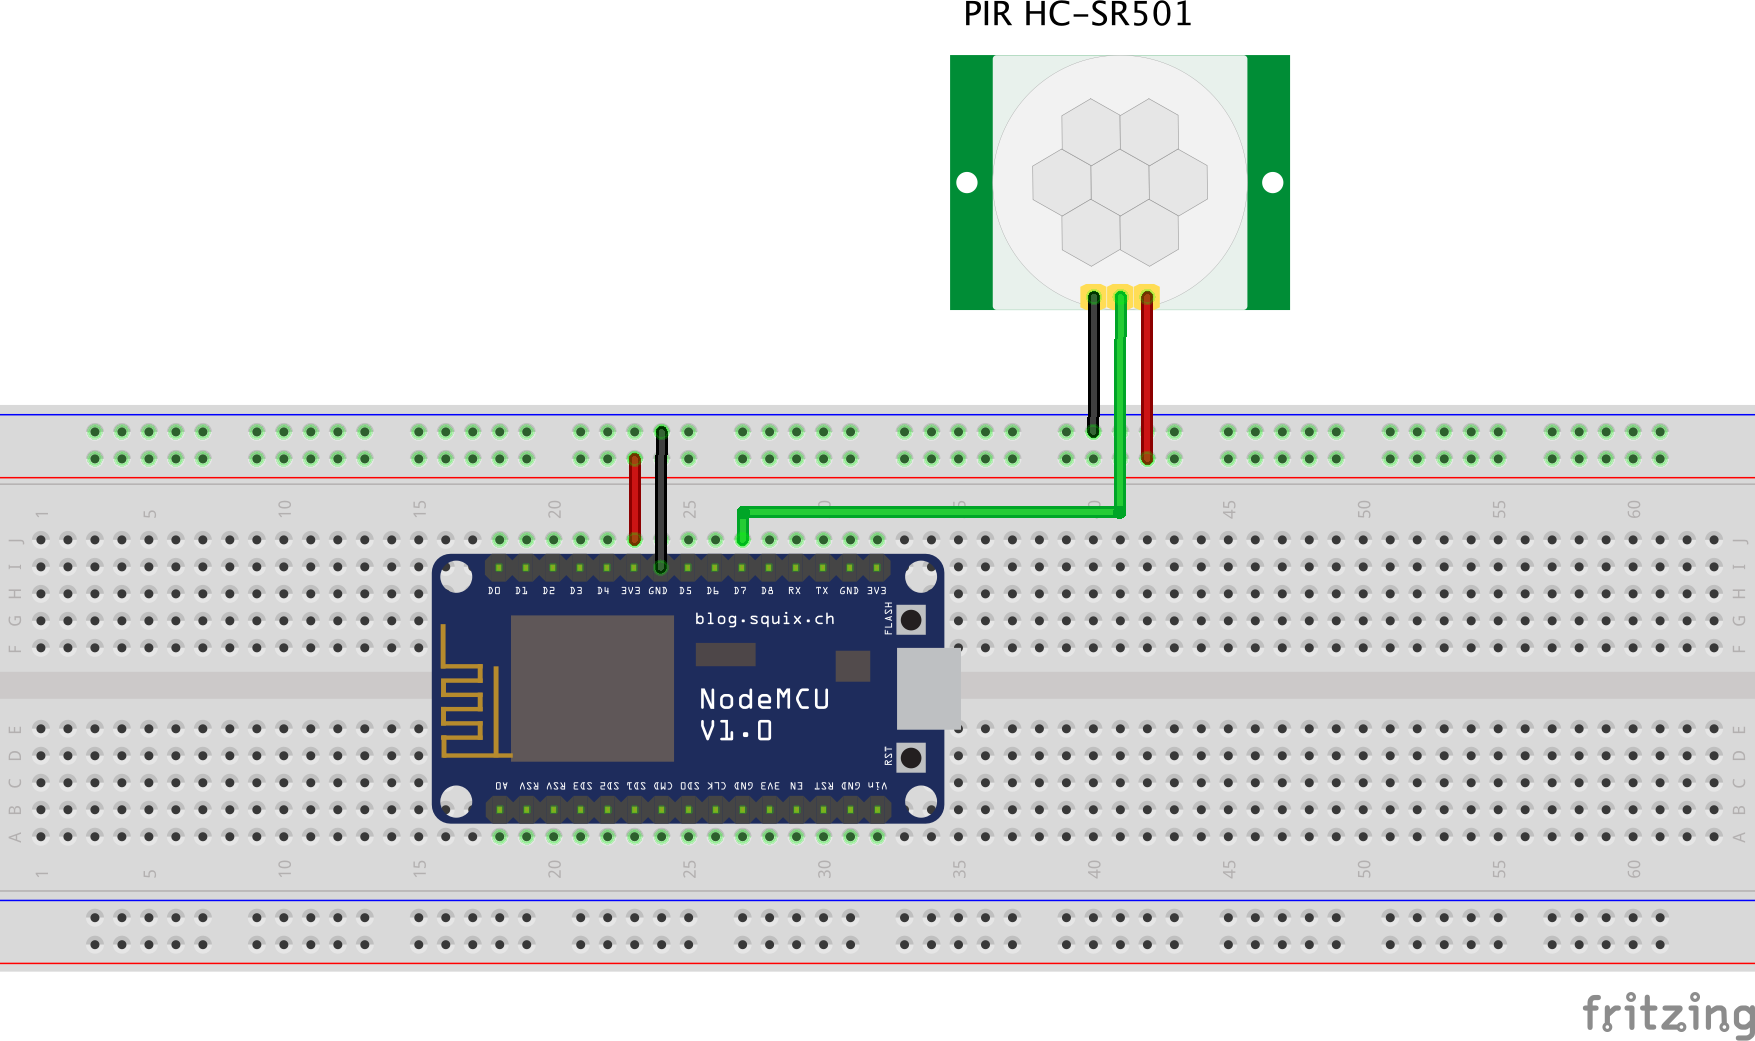 PIR HC-SR501
1 5 10 15 20 25 30 35 40 45 50 55 60
J J
I I
H H
G G
F F
D0 D1 D2 D3 D4 3V3 GND D5 D6 D7 D8 RX TX GND 3V3
blog.squix.ch
FLASH
NodeMCU
V1.0
RST
E E
D D
C C
B B
A A
A0 RSV RSV SD3 SD2 SD1 CMD SD0 CLK GND 3V3 EN RST GND Vin
1 5 10 15 20 25 30 35 40 45 50 55 60
fritzing